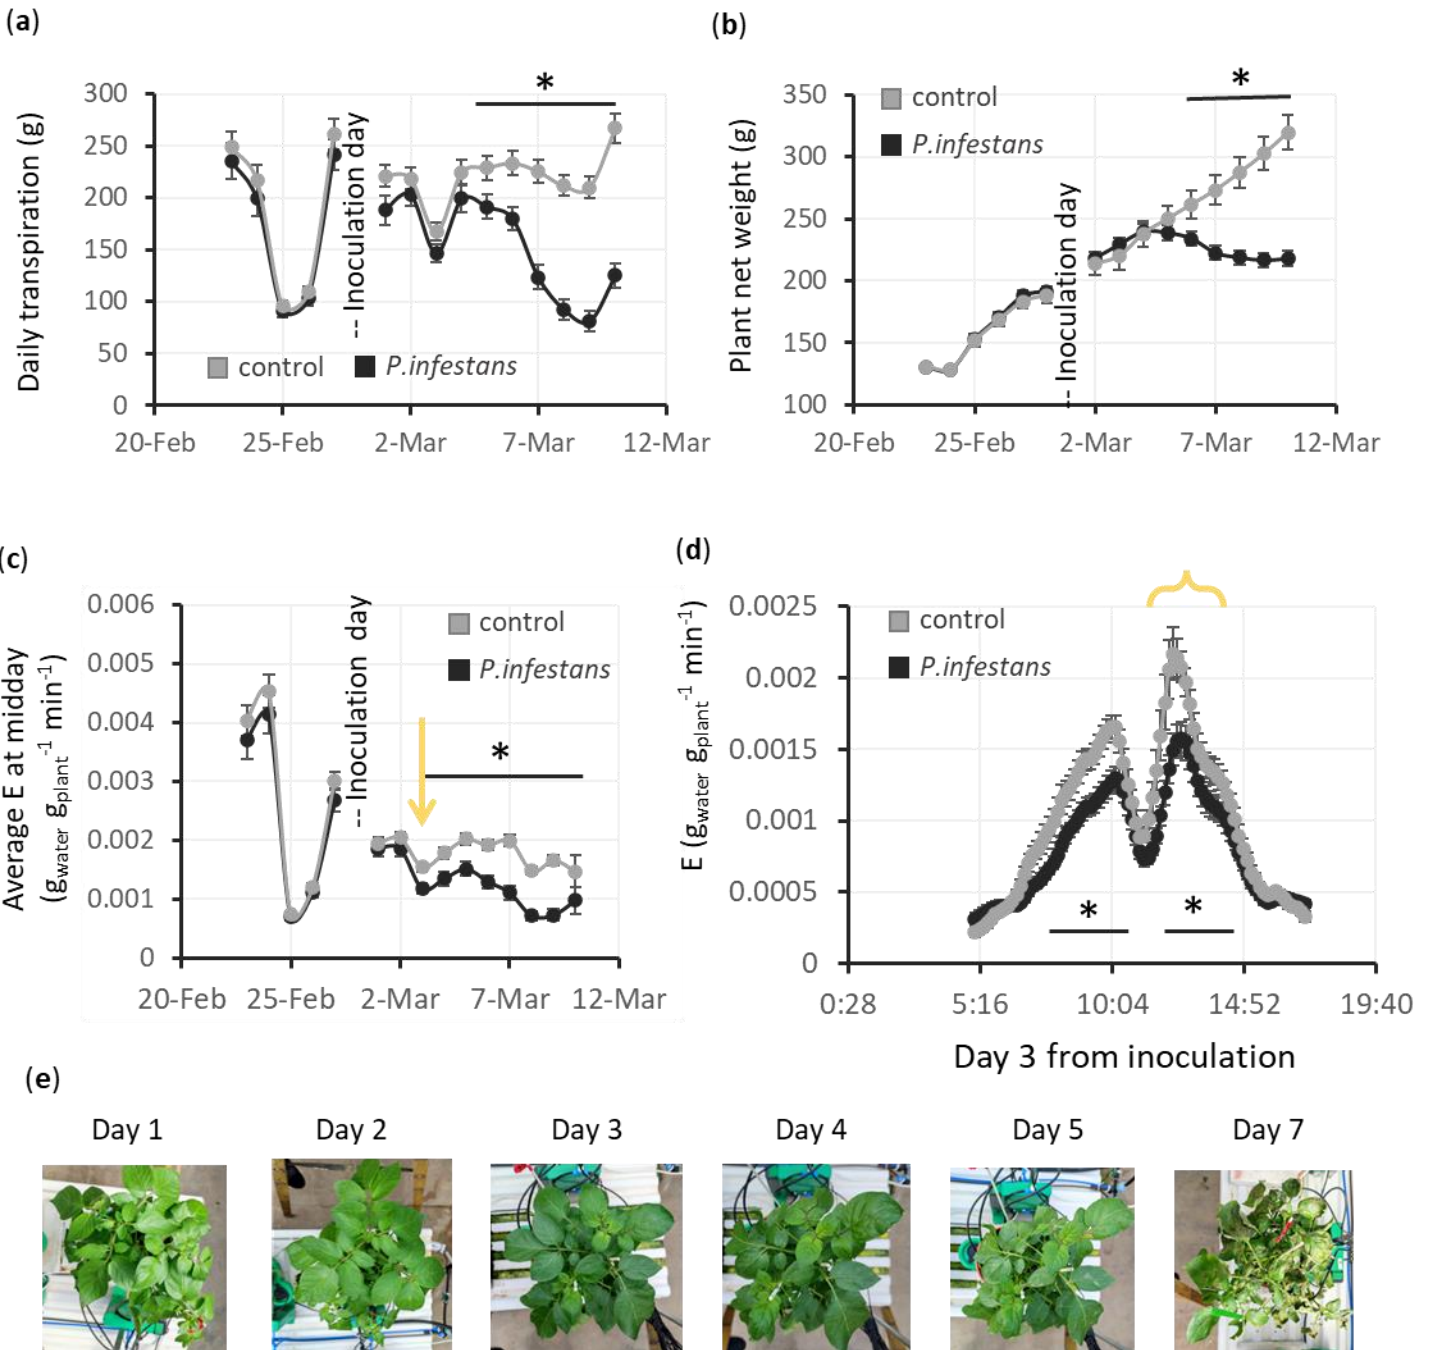 (a)
*
300
250
200
150
100
50
0
Daily transpiration (g)
-- Inoculation day
control
P.infestans
20-Feb 25-Feb 2-Mar 7-Mar 12-Mar
(b)
*
350
300
250
200
150
100
Plant net weight (g)
control
P.infestans
-- Inoculation day
20-Feb 25-Feb 2-Mar 7-Mar 12-Mar
(c)
0.006
0.005
0.004
0.003
0.002
0.001
0
Average E at midday
(gwater gplant-1 min-1)
--- Inoculation day
control
P.infestans
*
20-Feb 25-Feb 2-Mar 7-Mar 12-Mar
(d)
0.0025
0.002
0.0015
0.001
0.0005
0
E (gwater gplant-1 min-1)
control
P.infestans
* *
0:28 5:16 10:04 14:52 19:40
Day 3 from inoculation
(e)
Day 1 Day 2 Day 3 Day 4 Day 5 Day 7